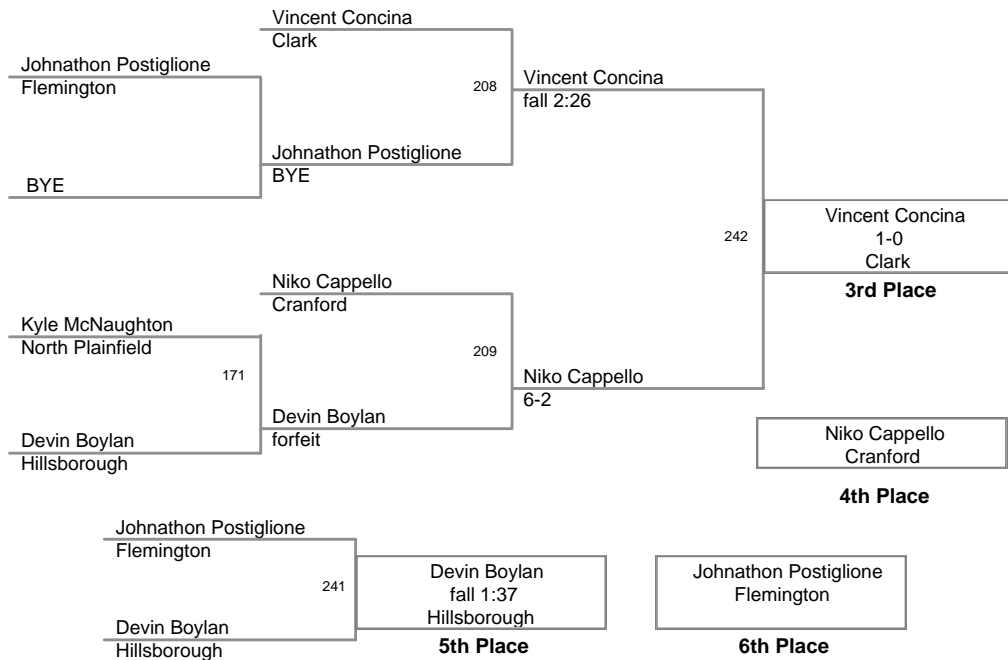 Vincent Concina
Clark
Johnathon Postiglione
Flemington
208
Vincent Concina
fall 2:26
Johnathon Postiglione
BYE
BYE
242
Vincent Concina
1-0
Clark
3rd Place
Niko Cappello
Cranford
Kyle McNaughton
North Plainfield
171
209
Niko Cappello
6-2
Devin Boylan
forfeit
Devin Boylan
Hillsborough
Niko Cappello
Cranford
4th Place
Johnathon Postiglione
Flemington
241
Devin Boylan
fall 1:37
Hillsborough
5th Place
Devin Boylan
Hillsborough
Johnathon Postiglione
Flemington
6th Place